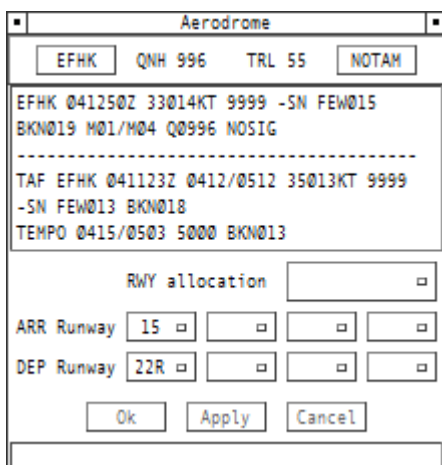 Aerodrome
EFHK QNH 996 TRL 55 NOTAM
EFHK 041250Z 33014KT 9999 -SN FEW015
BKN019 M01/M04 Q0996 NOSIG
----------------------------------------
TAF EFHK 041123Z 0412/0512 35013KT 9999
-SN FEW013 BKN018
TEMPO 0415/0503 5000 BKN013
RWY allocation
ARR Runway 15
DEP Runway 22R
Ok Apply Cancel